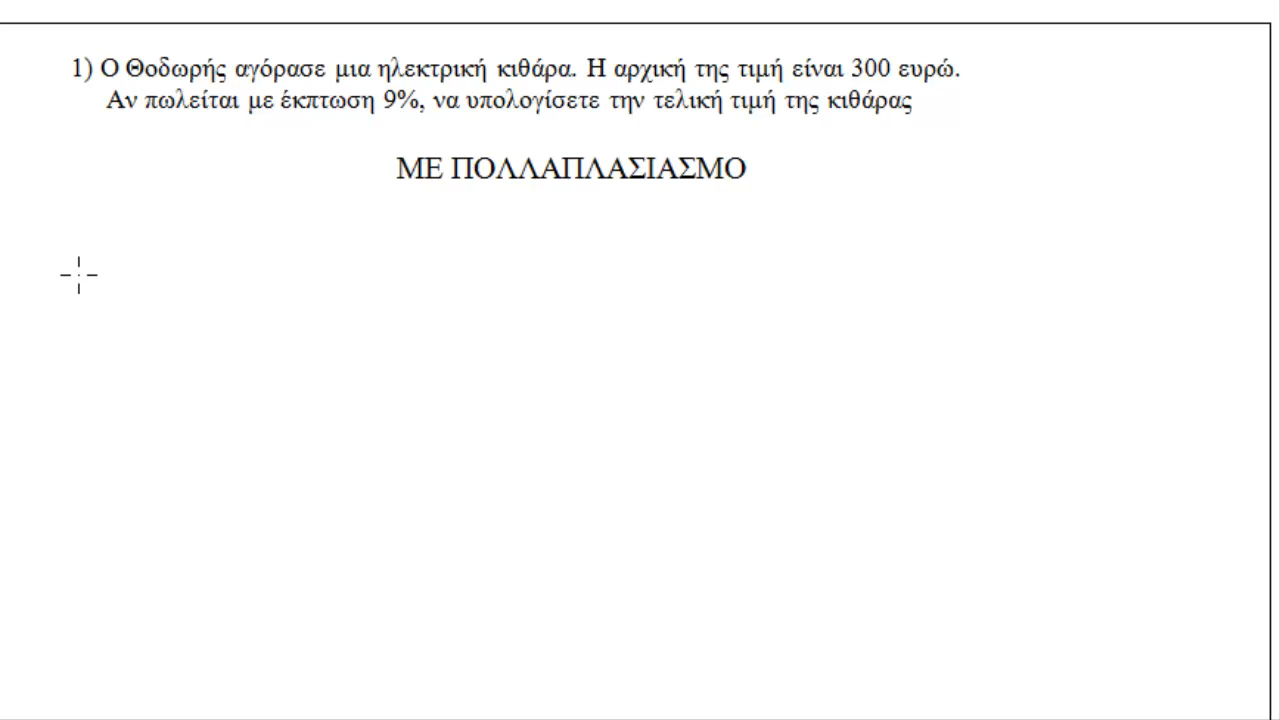 1) Ο Θοδωρής αγόρασε μια ηλεκτρική κιθάρα. Η αρχική της τιμή είναι 300 ευρώ.
Αν πωλείται με έκπτωση 9%, να υπολογίσετε την τελική τιμή της κιθάρας
ΜΕ ΠΟΛΛΑΠΛΑΣΙΑΣΜΟ